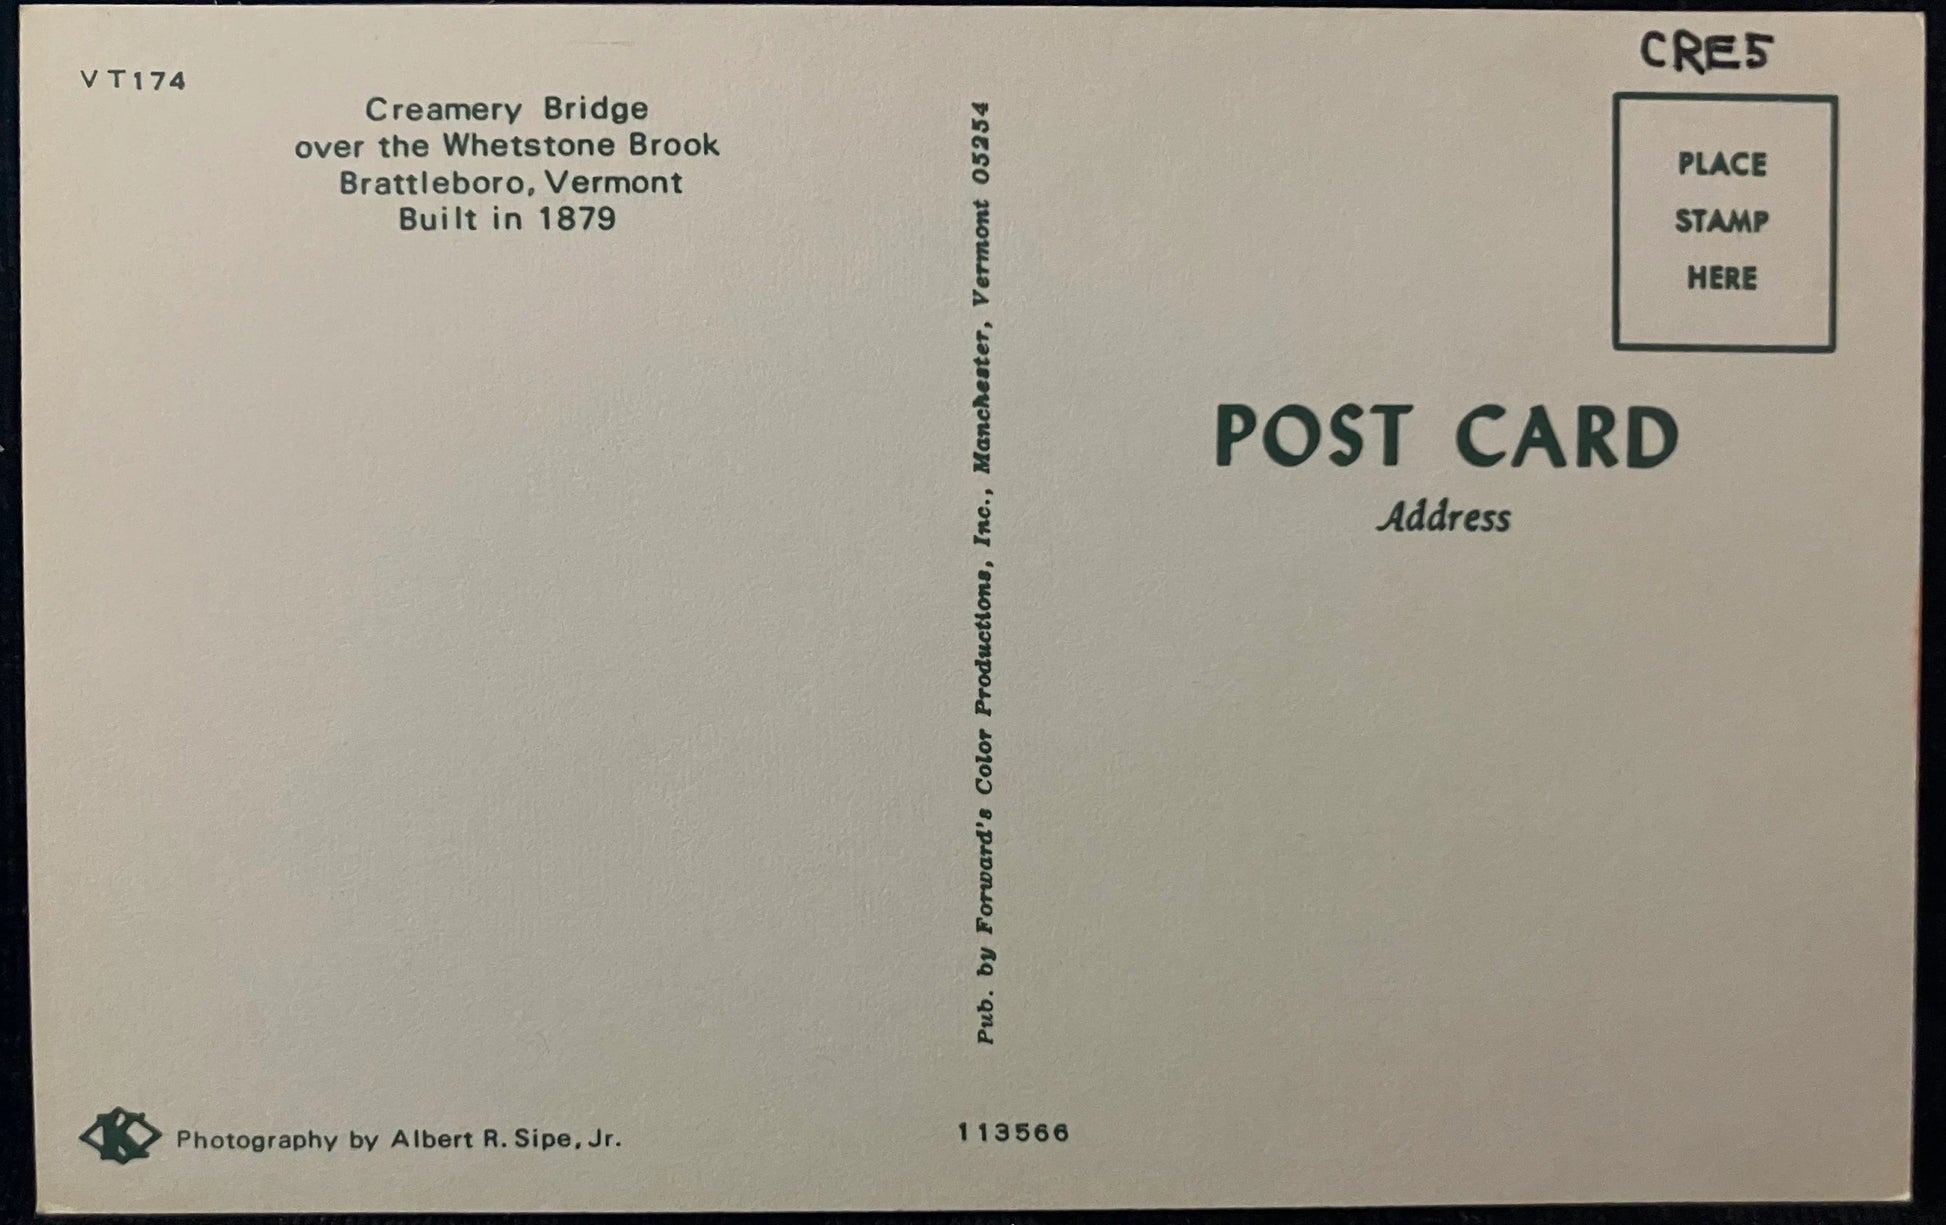 VT174
Creamery Bridge
over the Whetstone Brook
Brattleboro, Vermont
Built in 1879
K Photography by Albert R. Sipe, Jr.
Pub. by Forward's Color Productions, Inc., Manchester, Vermont 05254
113566
CRE5
PLACE
STAMP
HERE
POST CARD
Address